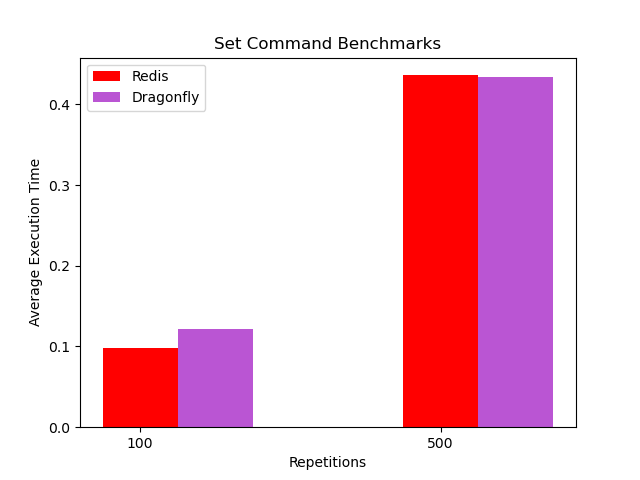 Set Command Benchmarks
Redis
Dragonfly
0.4
0.3
0.2
0.1
0.0
Average Execution Time
100
500
Repetitions